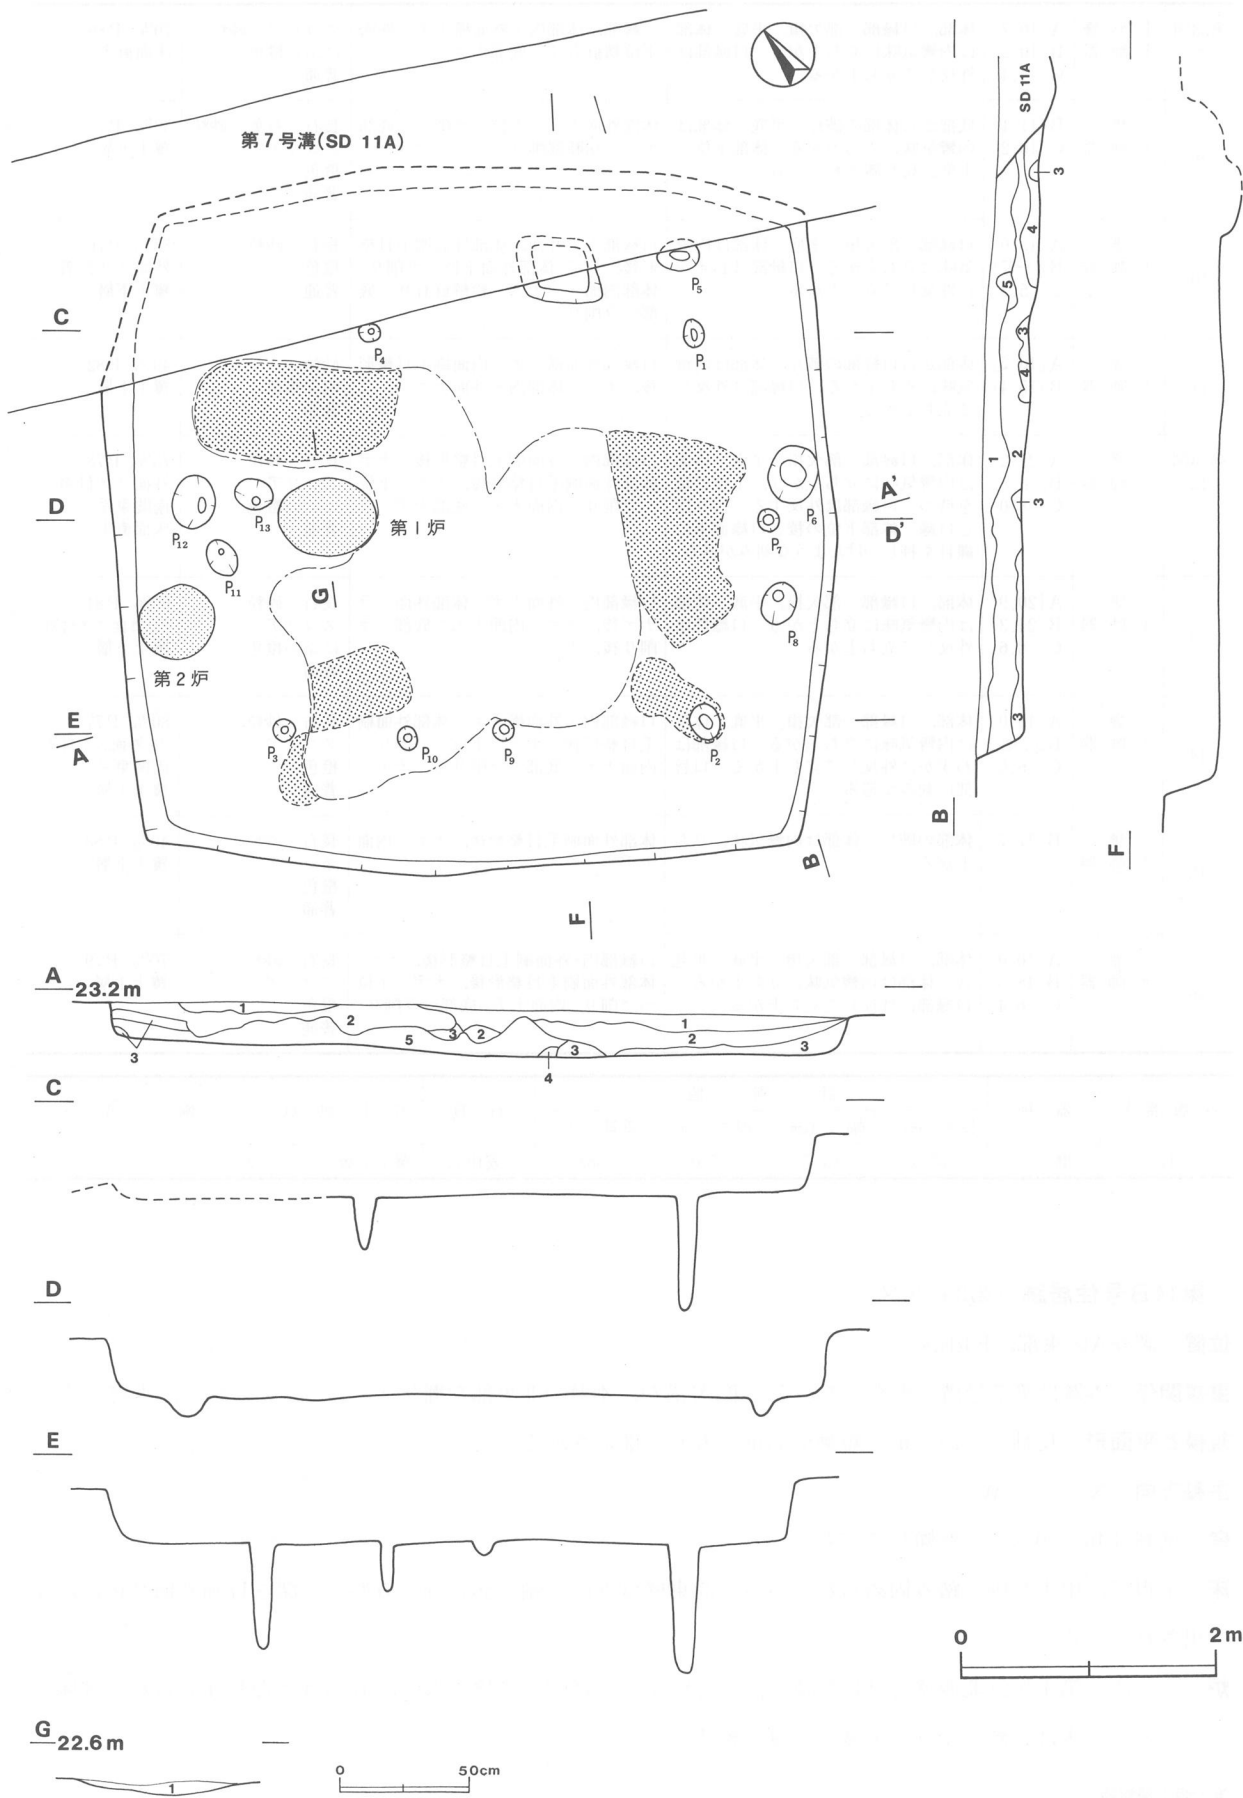 第7号溝(SD 11A)
SD 11A
3
4
5
3
4
1
2
3
3
C
P5
P1
P4
D
P12
P13
第1炉
P11
G
第2炉
P6
P7
P8
A'
D'
E
A
P3
P10
P9
P2
B
F
B
F
A
23.2m
1
2
5
3
2
1
2
3
3
3
4
C
D
E
0
2m
G
22.6m
1
0
50cm